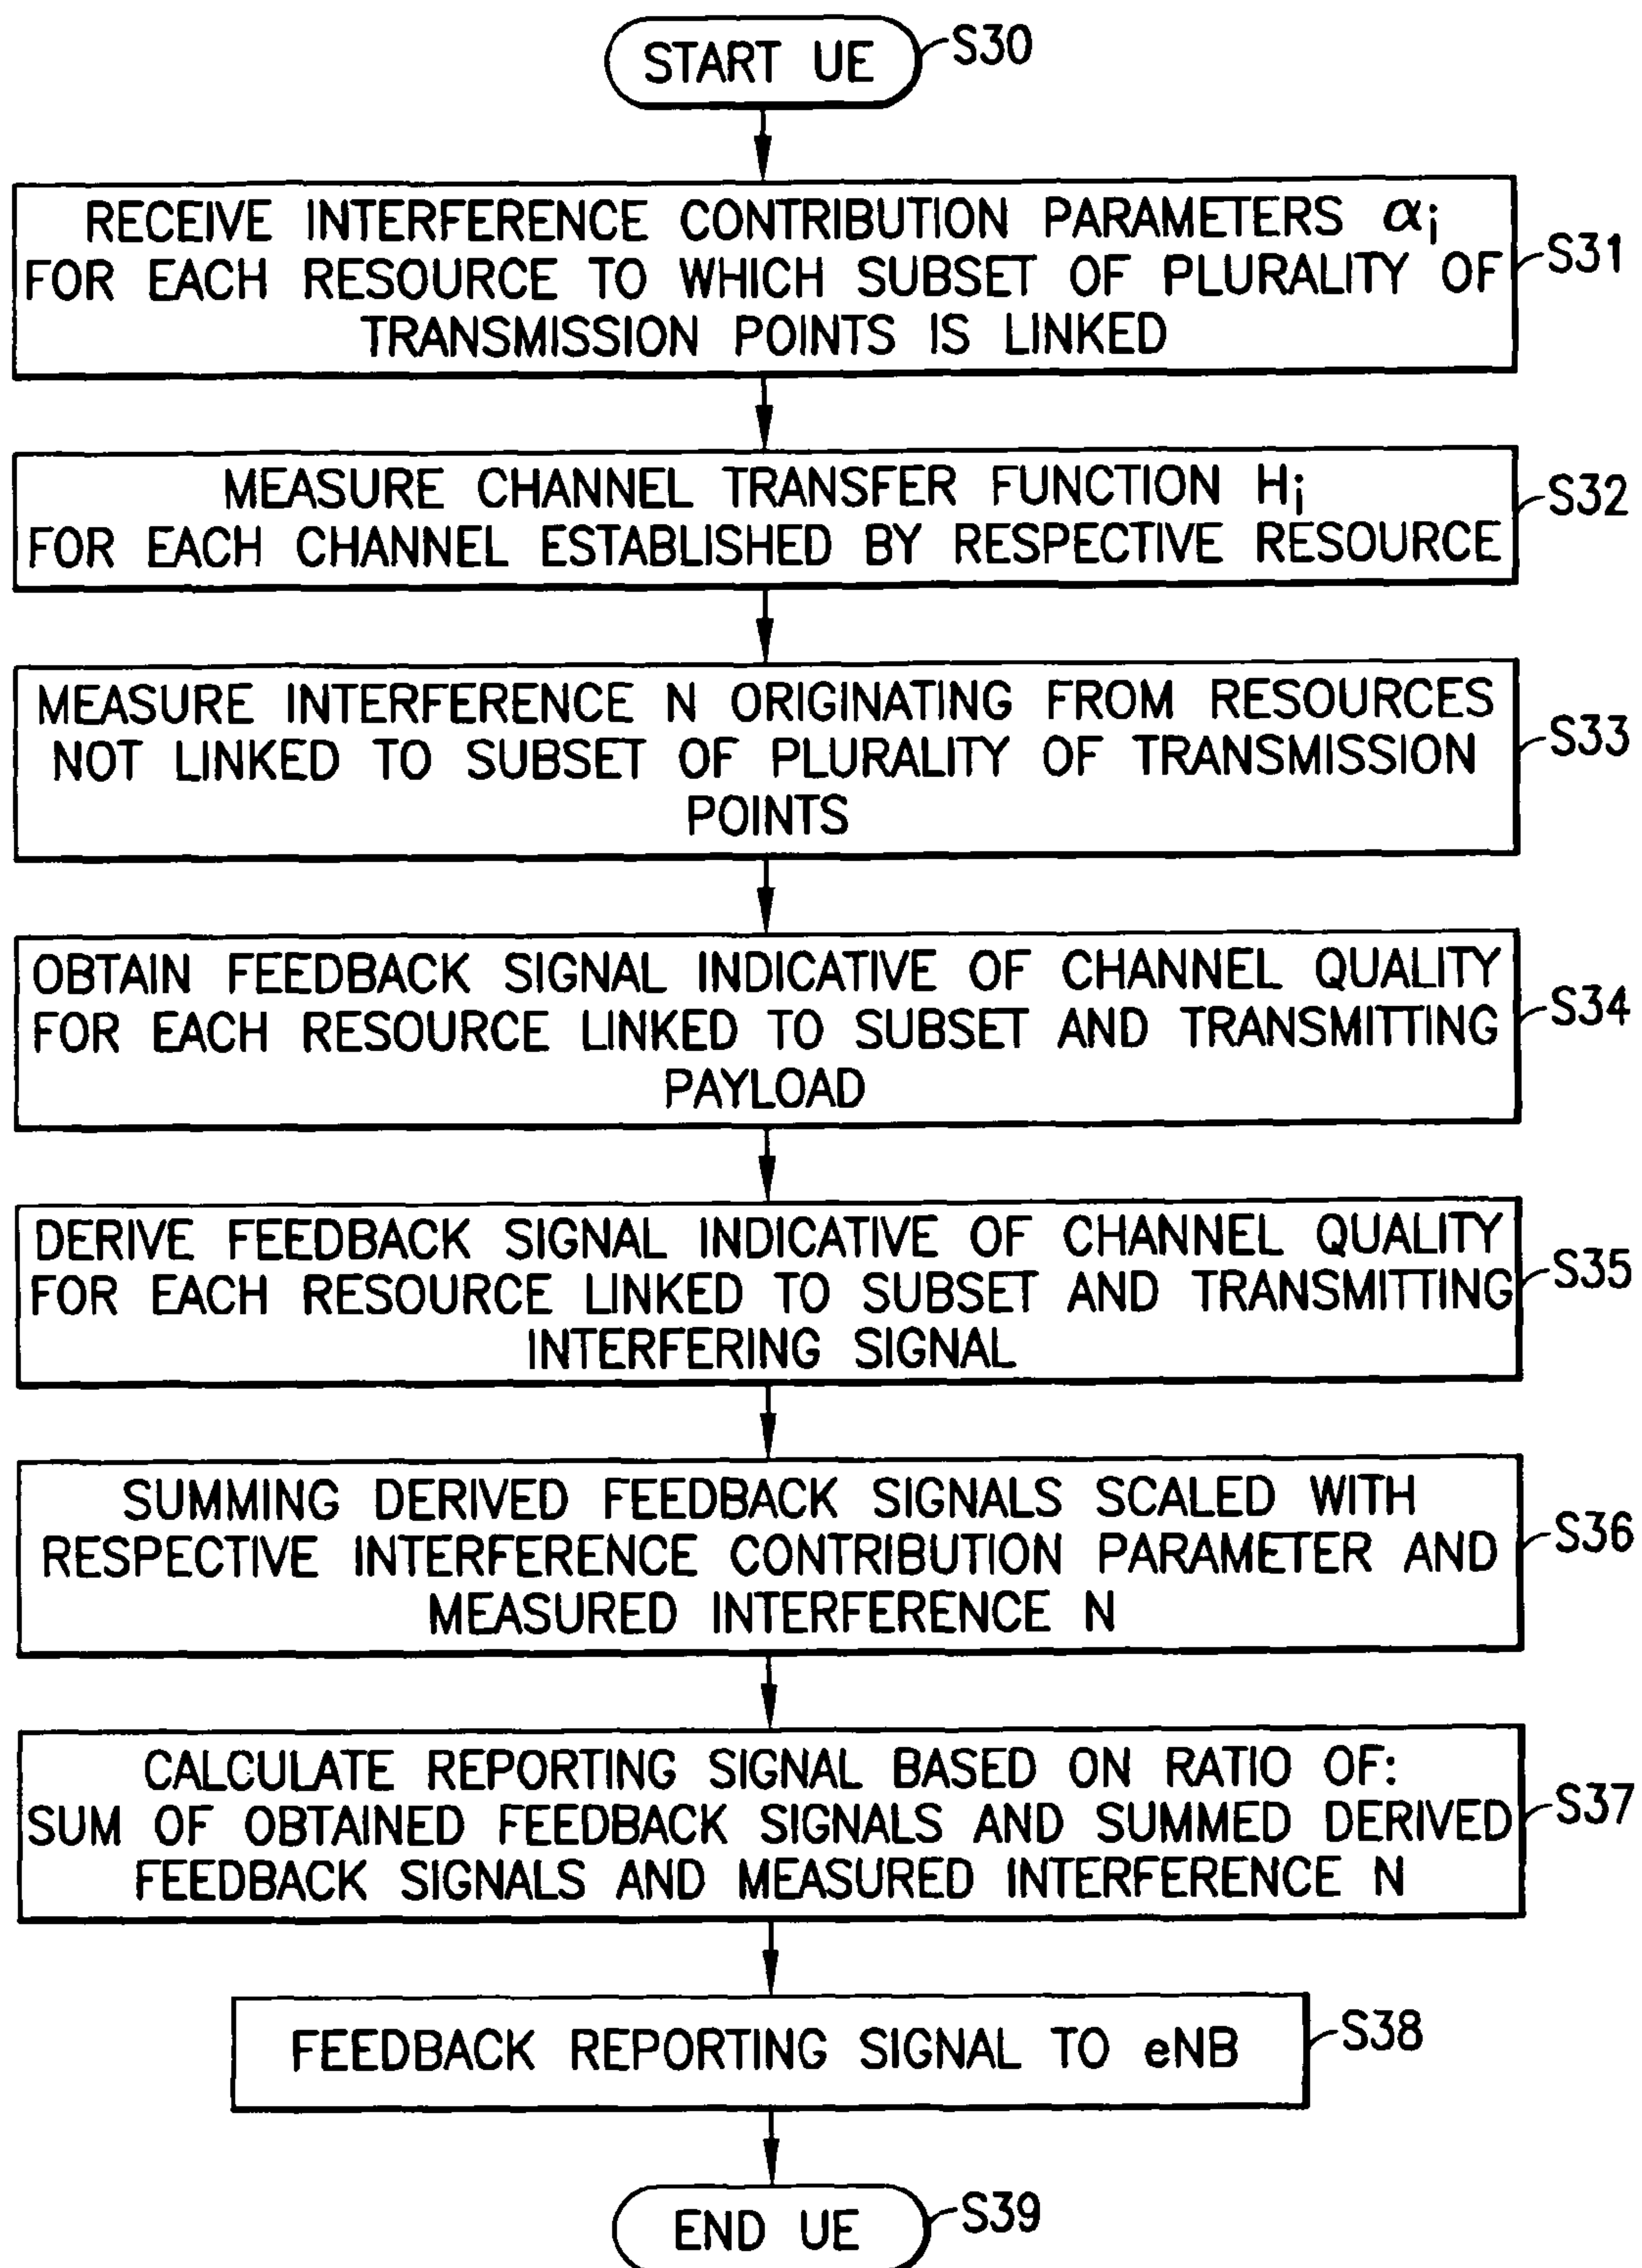 START UE
S30
RECEIVE INTERFERENCE CONTRIBUTION PARAMETERS αi
FOR EACH RESOURCE TO WHICH SUBSET OF PLURALITY OF
TRANSMISSION POINTS IS LINKED
S31
MEASURE CHANNEL TRANSFER FUNCTION Hi
FOR EACH CHANNEL ESTABLISHED BY RESPECTIVE RESOURCE
S32
MEASURE INTERFERENCE N ORIGINATING FROM RESOURCES
NOT LINKED TO SUBSET OF PLURALITY OF TRANSMISSION
POINTS
S33
OBTAIN FEEDBACK SIGNAL INDICATIVE OF CHANNEL QUALITY
FOR EACH RESOURCE LINKED TO SUBSET AND TRANSMITTING
PAYLOAD
S34
DERIVE FEEDBACK SIGNAL INDICATIVE OF CHANNEL QUALITY
FOR EACH RESOURCE LINKED TO SUBSET AND TRANSMITTING
INTERFERING SIGNAL
S35
SUMMING DERIVED FEEDBACK SIGNALS SCALED WITH
RESPECTIVE INTERFERENCE CONTRIBUTION PARAMETER AND
MEASURED INTERFERENCE N
S36
CALCULATE REPORTING SIGNAL BASED ON RATIO OF:
SUM OF OBTAINED FEEDBACK SIGNALS AND SUMMED DERIVED
FEEDBACK SIGNALS AND MEASURED INTERFERENCE N
S37
FEEDBACK REPORTING SIGNAL TO eNB
S38
END UE
S39